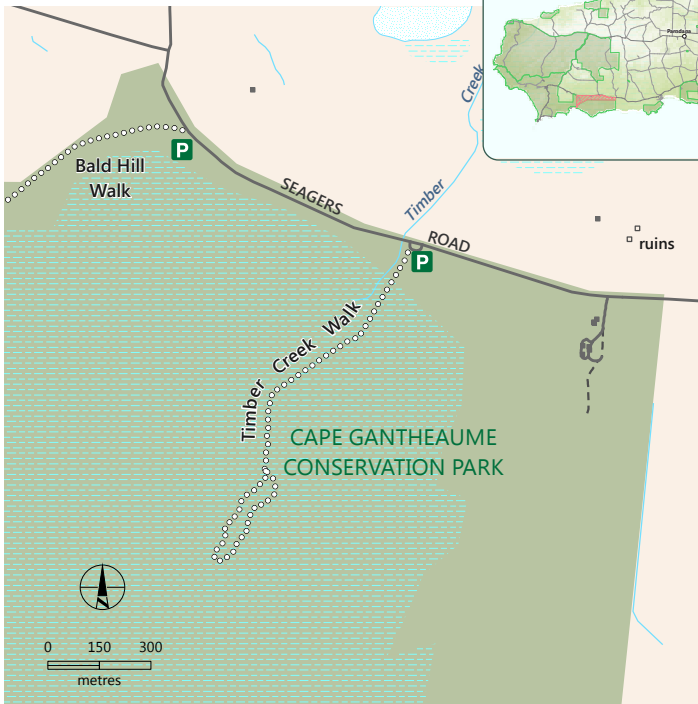 Parndana
Creek
P
Bald Hill
Walk
SEAGERS
Timber
ROAD
ruins
P
Timber Creek Walk
CAPE GANTHEAUME
CONSERVATION PARK
N
0 150 300
metres